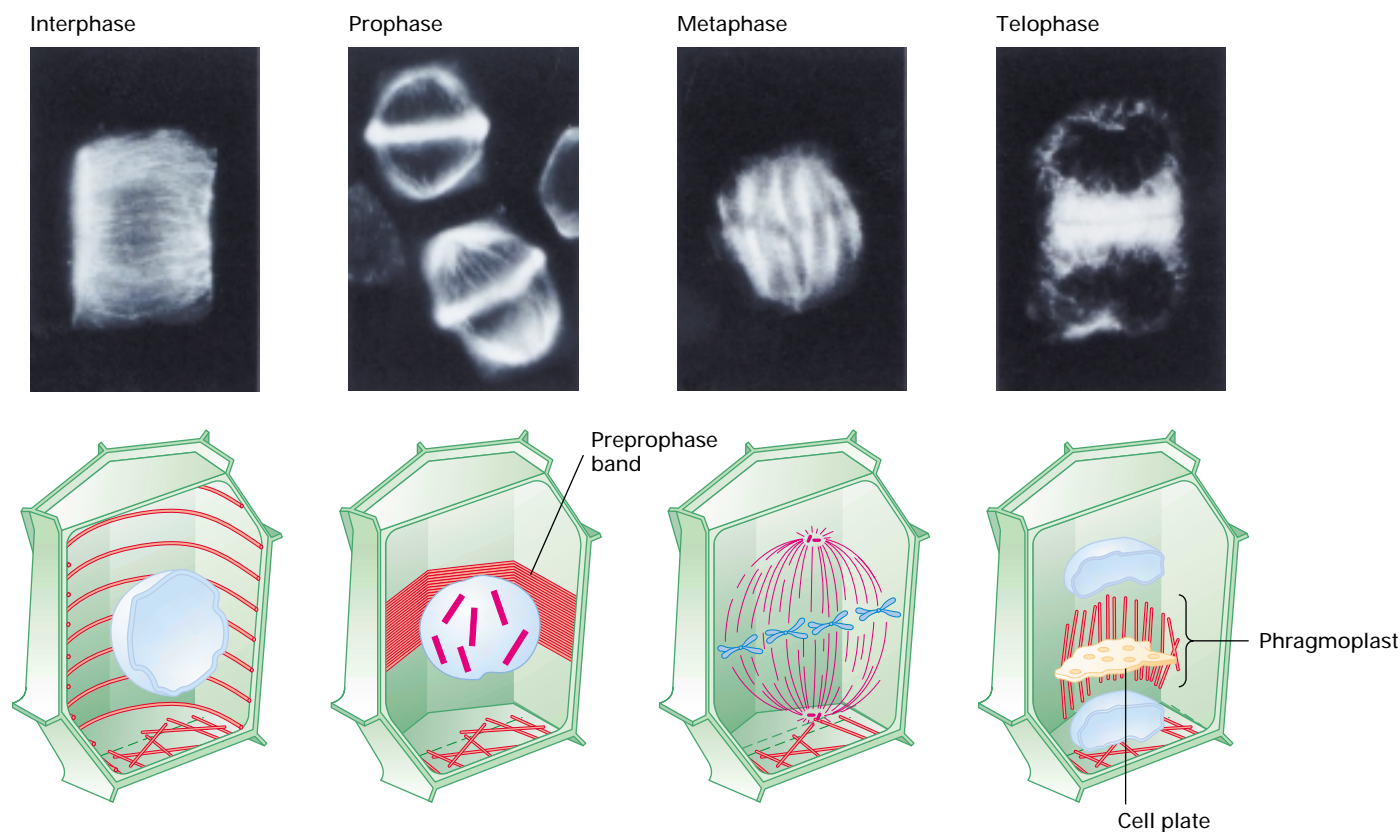 Interphase
Prophase
Metaphase
Telophase
Preprophase
band
Phragmoplast
Cell plate